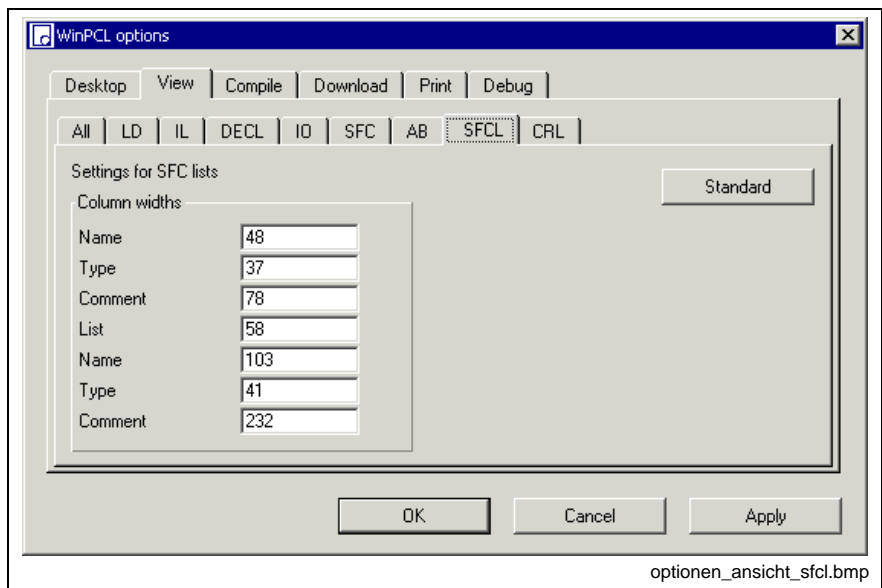 WinPCL options
Desktop View Compile Download Print Debug
All LD IL DECL IO SFC AB SFCL CRL
Settings for SFC lists
Standard
Column widths
Name 48
Type 37
Comment 78
List 58
Name 103
Type 41
Comment 232
OK Cancel Apply
optionen_ansicht_sfcl.bmp